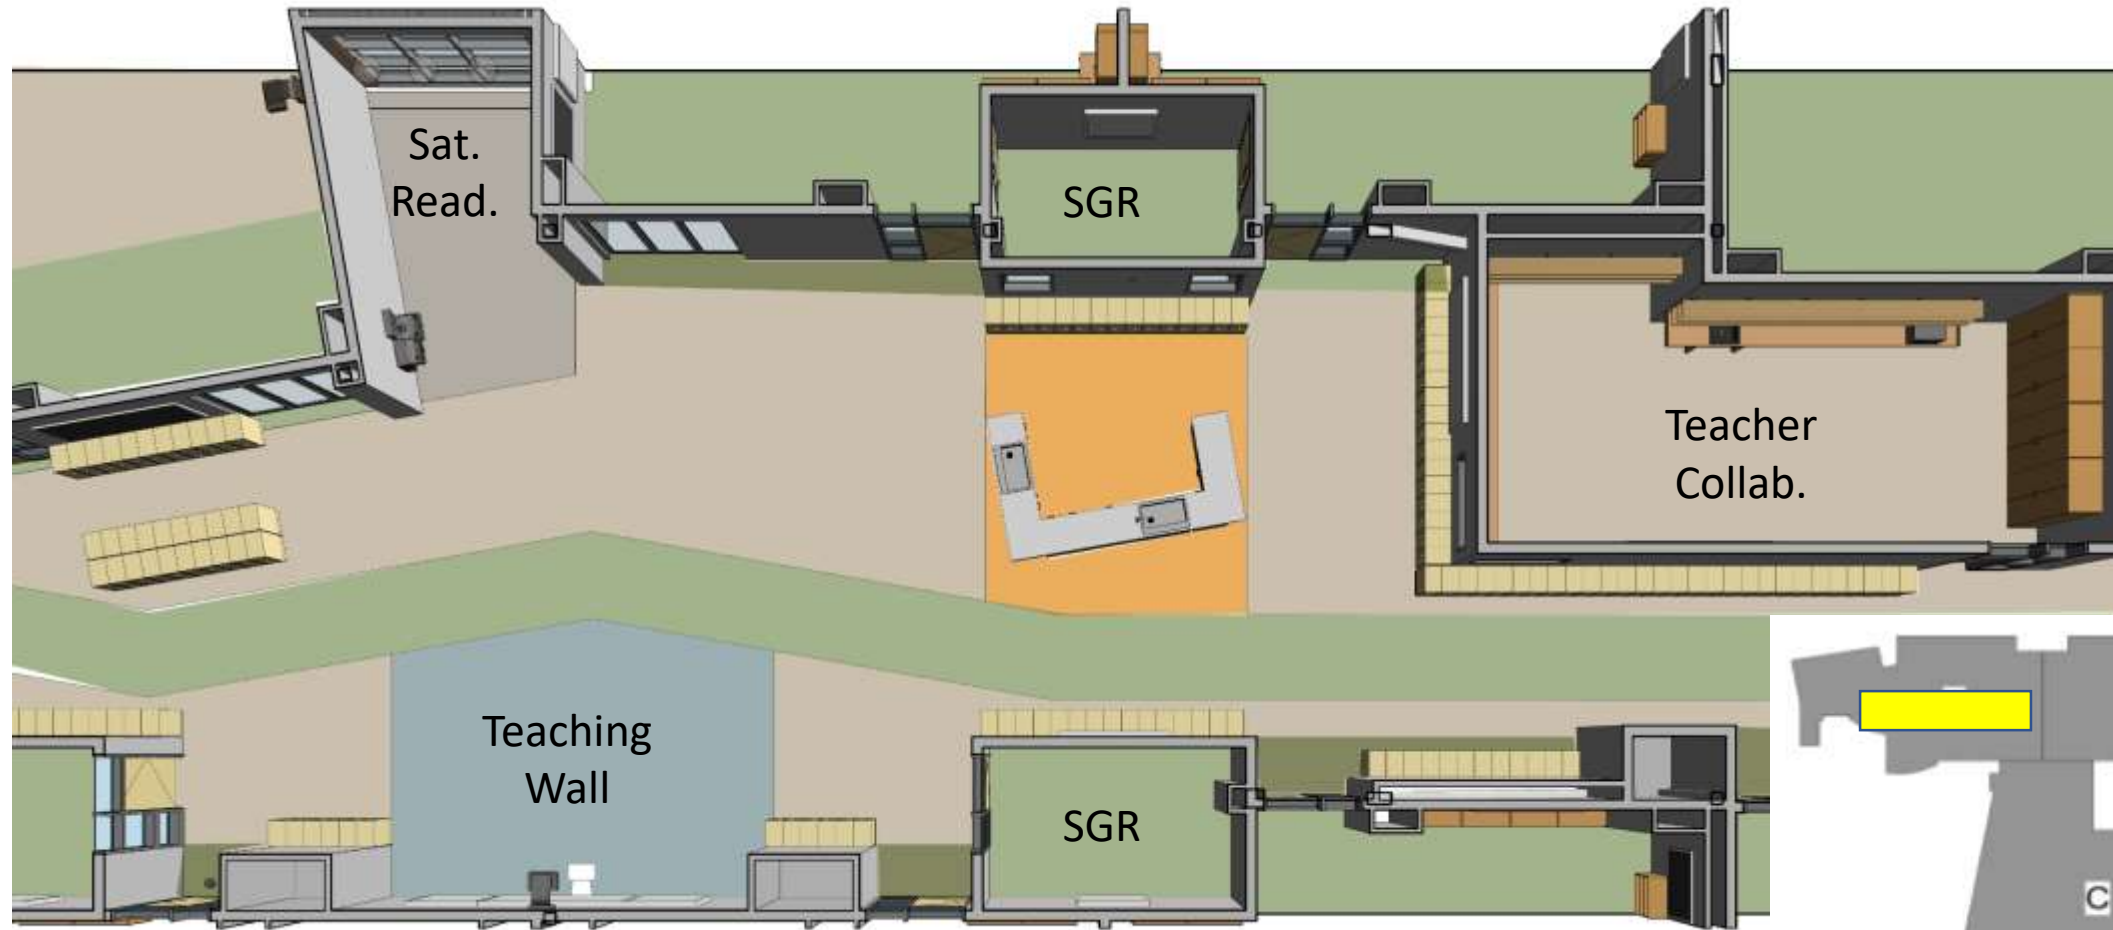 Sat.
Read.
SGR
Teacher
Collab.
Teaching
Wall
SGR
C